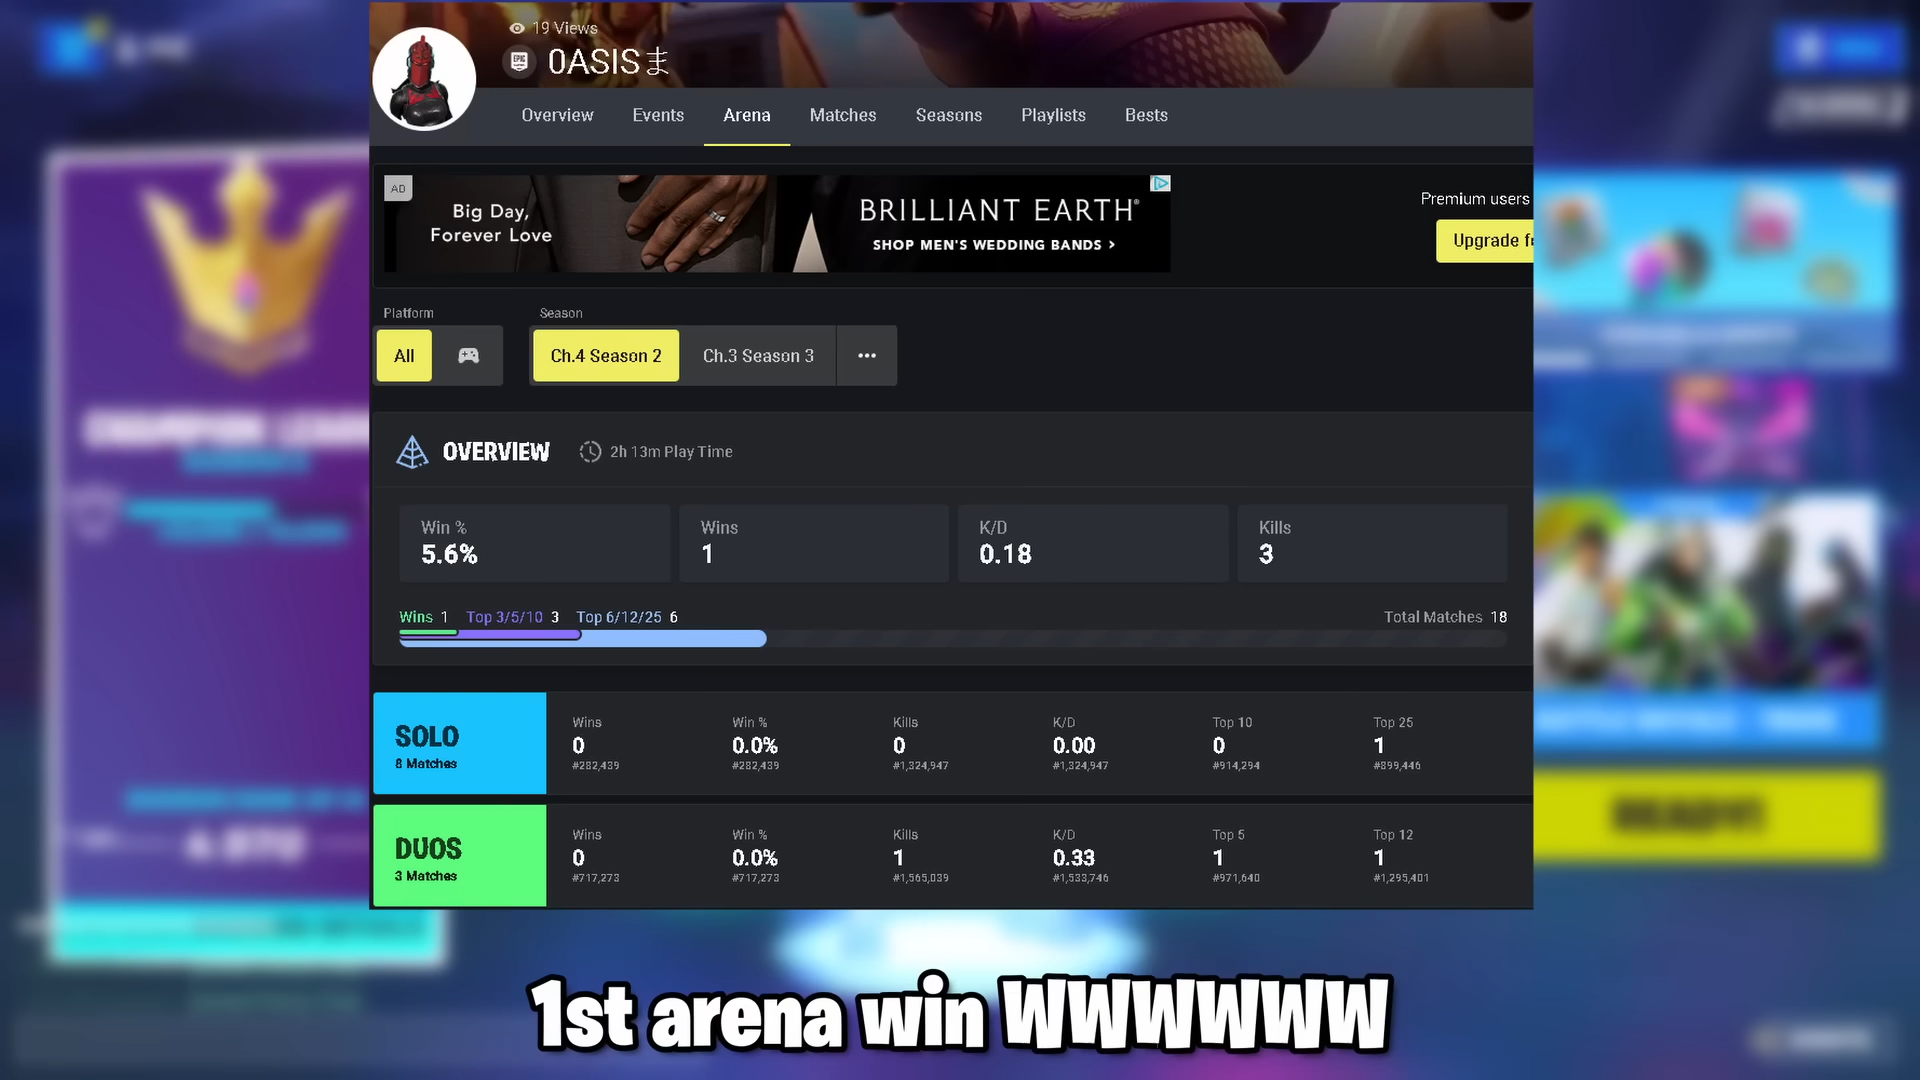 19 Views
0ASISま
Overview Events Arena Matches Seasons Playlists Bests
AD
Big Day,
Forever Love
BRILLIANT EARTH®
SHOP MEN'S WEDDING BANDS >
Premium users
Upgrade f
Platform Season
All Ch.4 Season 2 Ch.3 Season 3 •••
OVERVIEW 2h 13m Play Time
Win % Wins K/D Kills
5.6% 1 0.18 3
Wins 1 Top 3/5/10 3 Top 6/12/25 6 Total Matches 18
SOLO
8 Matches
Wins Win % Kills K/D Top 10 Top 25
0 0.0% 0 0.00 0 1
#282,439 #282,439 #1,324,947 #1,324,947 #914,294 #899,446
DUOS
3 Matches
Wins Win % Kills K/D Top 5 Top 12
0 0.0% 1 0.33 1 1
#717,273 #717,273 #1,565,039 #1,533,746 #971,640 #1,295,401
READY!
1st arena win WWWWWW